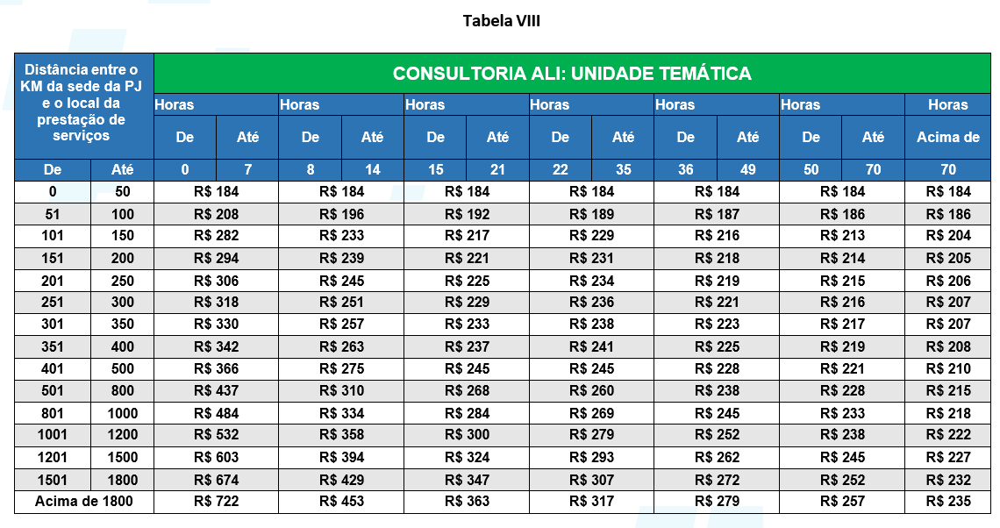 Tabela VIII
Distância entre o
KM da sede da PJ
e o local da
prestação de
serviços
CONSULTORIA ALI: UNIDADE TEMÁTICA
Horas Horas Horas Horas Horas Horas Horas
De Até De Até De Até De Até De Até De Até Acima de
De Até 0 7 8 14 15 21 22 35 36 49 50 70 70
0 50 R$ 184 R$ 184 R$ 184 R$ 184 R$ 184 R$ 184 R$ 184
51 100 R$ 208 R$ 196 R$ 192 R$ 189 R$ 187 R$ 186 R$ 186
101 150 R$ 282 R$ 233 R$ 217 R$ 229 R$ 216 R$ 213 R$ 204
151 200 R$ 294 R$ 239 R$ 221 R$ 231 R$ 218 R$ 214 R$ 205
201 250 R$ 306 R$ 245 R$ 225 R$ 234 R$ 219 R$ 215 R$ 206
251 300 R$ 318 R$ 251 R$ 229 R$ 236 R$ 221 R$ 216 R$ 207
301 350 R$ 330 R$ 257 R$ 233 R$ 238 R$ 223 R$ 217 R$ 207
351 400 R$ 342 R$ 263 R$ 237 R$ 241 R$ 225 R$ 219 R$ 208
401 500 R$ 366 R$ 275 R$ 245 R$ 245 R$ 228 R$ 221 R$ 210
501 800 R$ 437 R$ 310 R$ 268 R$ 260 R$ 238 R$ 228 R$ 215
801 1000 R$ 484 R$ 334 R$ 284 R$ 269 R$ 245 R$ 233 R$ 218
1001 1200 R$ 532 R$ 358 R$ 300 R$ 279 R$ 252 R$ 238 R$ 222
1201 1500 R$ 603 R$ 394 R$ 324 R$ 293 R$ 262 R$ 245 R$ 227
1501 1800 R$ 674 R$ 429 R$ 347 R$ 307 R$ 272 R$ 252 R$ 232
Acima de 1800 R$ 722 R$ 453 R$ 363 R$ 317 R$ 279 R$ 257 R$ 235